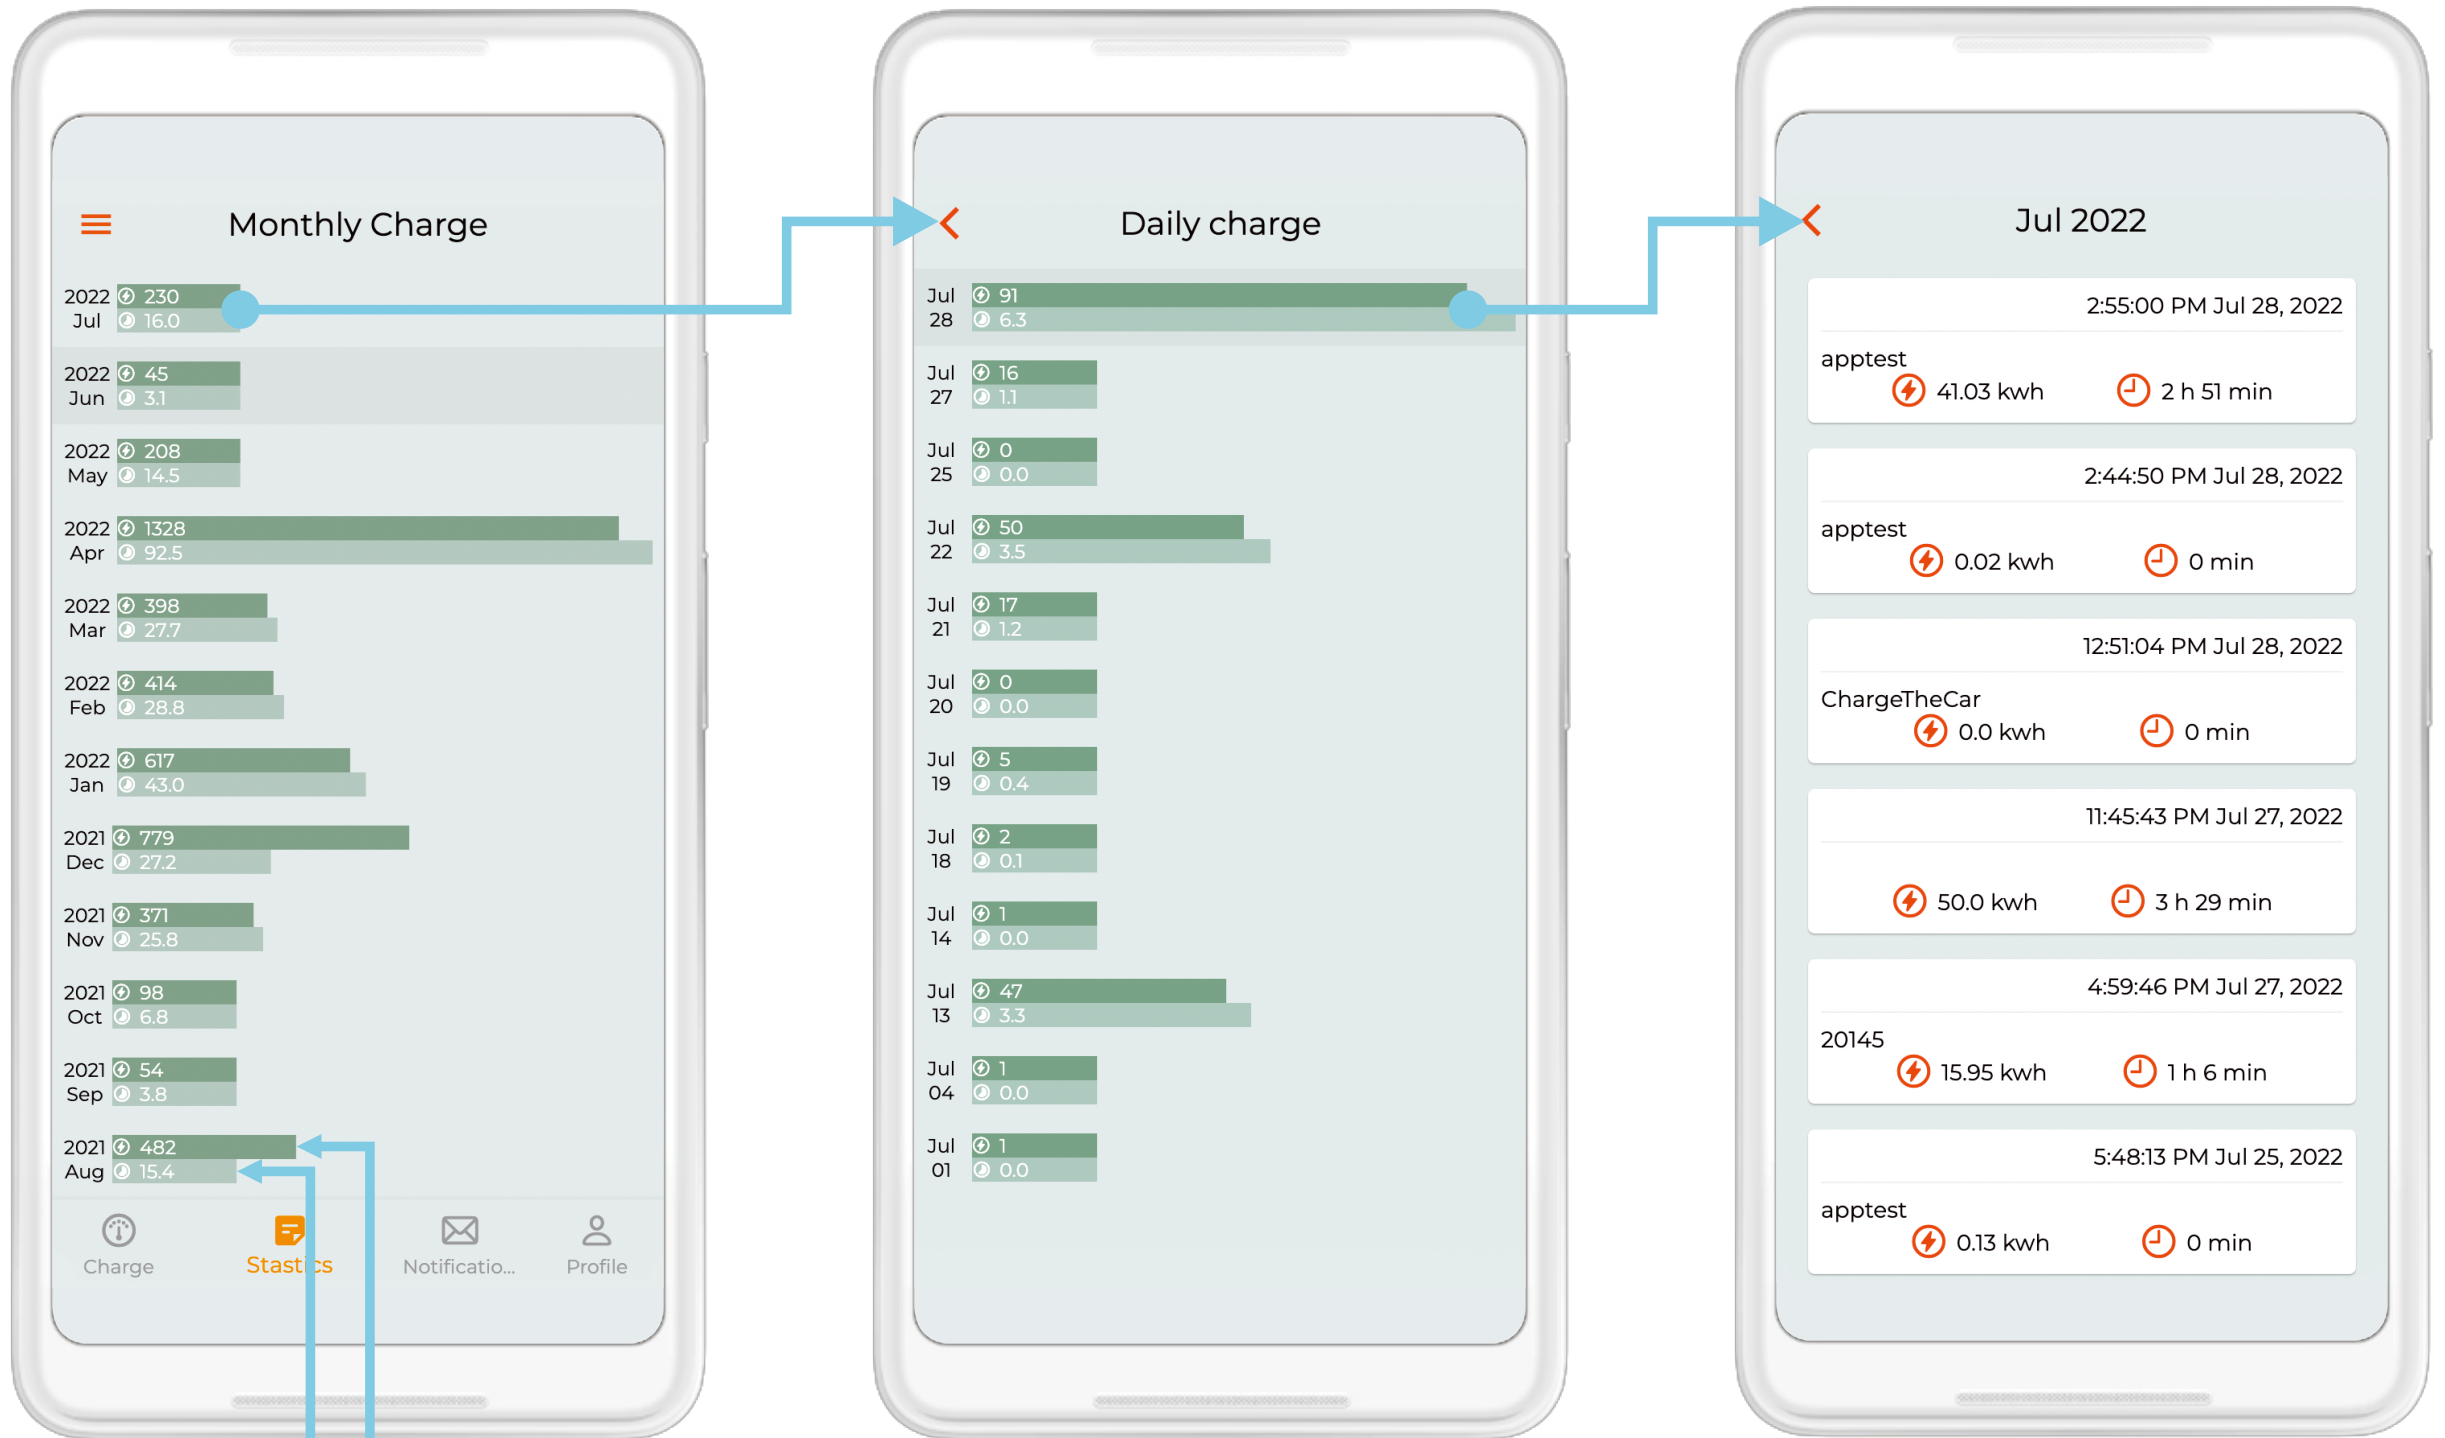 Monthly Charge
2022 230
Jul 16.0
2022 45
Jun 3.1
2022 208
May 14.5
2022 1328
Apr 92.5
2022 398
Mar 27.7
2022 414
Feb 28.8
2022 617
Jan 43.0
2021 779
Dec 27.2
2021 371
Nov 25.8
2021 98
Oct 6.8
2021 54
Sep 3.8
2021 482
Aug 15.4
Charge Stastics Notificatio... Profile
Daily charge
Jul 91
28 6.3
Jul 16
27 1.1
Jul 0
25 0.0
Jul 50
22 3.5
Jul 17
21 1.2
Jul 0
20 0.0
Jul 5
19 0.4
Jul 2
18 0.1
Jul 1
14 0.0
Jul 47
13 3.3
Jul 1
04 0.0
Jul 1
01 0.0
Jul 2022
2:55:00 PM Jul 28, 2022
apptest
41.03 kwh 2 h 51 min
2:44:50 PM Jul 28, 2022
apptest
0.02 kwh 0 min
12:51:04 PM Jul 28, 2022
ChargeTheCar
0.0 kwh 0 min
11:45:43 PM Jul 27, 2022
50.0 kwh 3 h 29 min
4:59:46 PM Jul 27, 2022
20145
15.95 kwh 1 h 6 min
5:48:13 PM Jul 25, 2022
apptest
0.13 kwh 0 min